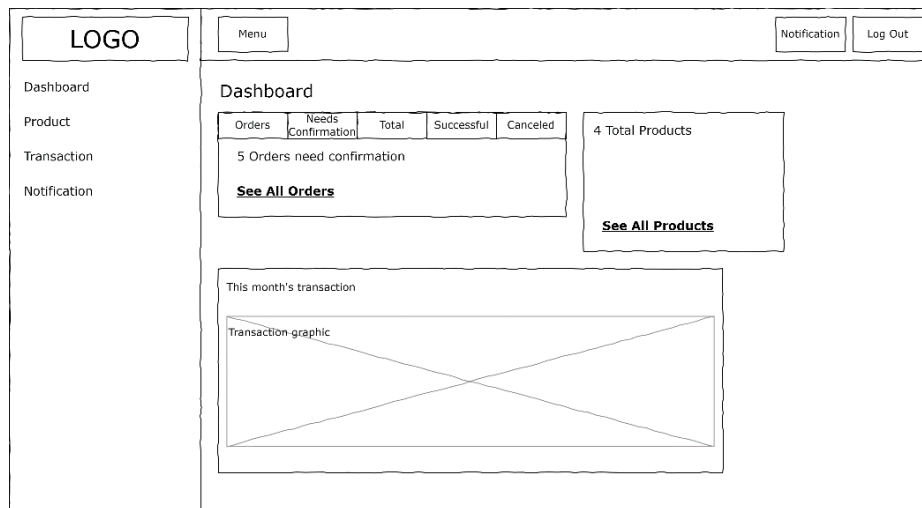 LOGO
Menu
Notification
Log Out
Dashboard
Product
Transaction
Notification
Dashboard
Orders
Needs
Confirmation
Total
Successful
Canceled
5 Orders need confirmation
See All Orders
4 Total Products
See All Products
This month's transaction
Transaction graphic